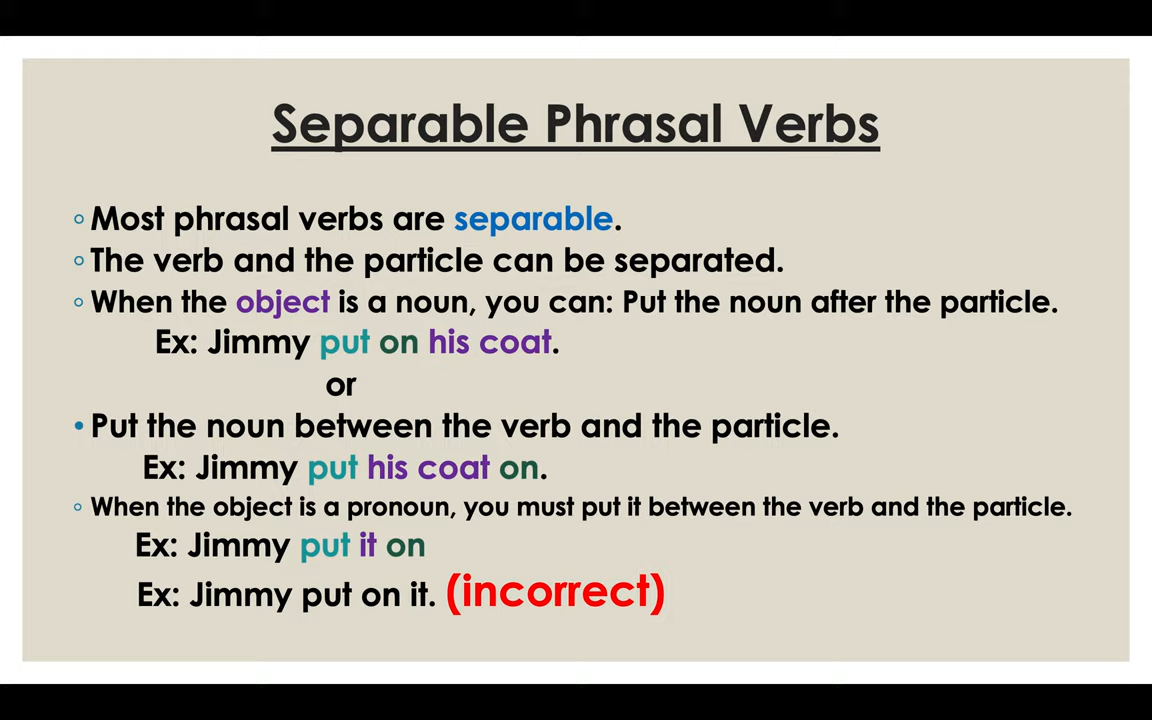 Separable Phrasal Verbs
◦ Most phrasal verbs are separable.
◦ The verb and the particle can be separated.
◦ When the object is a noun, you can: Put the noun after the particle.
Ex: Jimmy put on his coat.
or
• Put the noun between the verb and the particle.
Ex: Jimmy put his coat on.
◦ When the object is a pronoun, you must put it between the verb and the particle.
Ex: Jimmy put it on
Ex: Jimmy put on it. (incorrect)